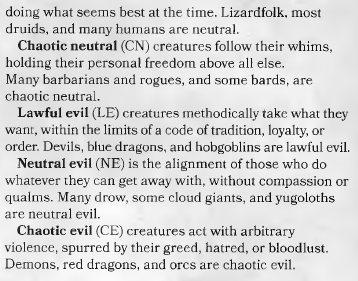 doing what seems best at the time. Lizardfolk, most
druids, and many humans are neutral.
Chaotic neutral (CN) creatures follow their whims,
holding their personal freedom above all else.
Many barbarians and rogues, and some bards, are
chaotic neutral.
Lawful evil (LE) creatures methodically take what they
want, within the limits of a code of tradition, loyalty, or
order. Devils, blue dragons, and hobgoblins are lawful evil.
Neutral evil (NE) is the alignment of those who do
whatever they can get away with, without compassion or
qualms. Many drow, some cloud giants, and yugoloths
are neutral evil.
Chaotic evil (CE) creatures act with arbitrary
violence, spurred by their greed, hatred, or bloodlust.
Demons, red dragons, and orcs are chaotic evil.